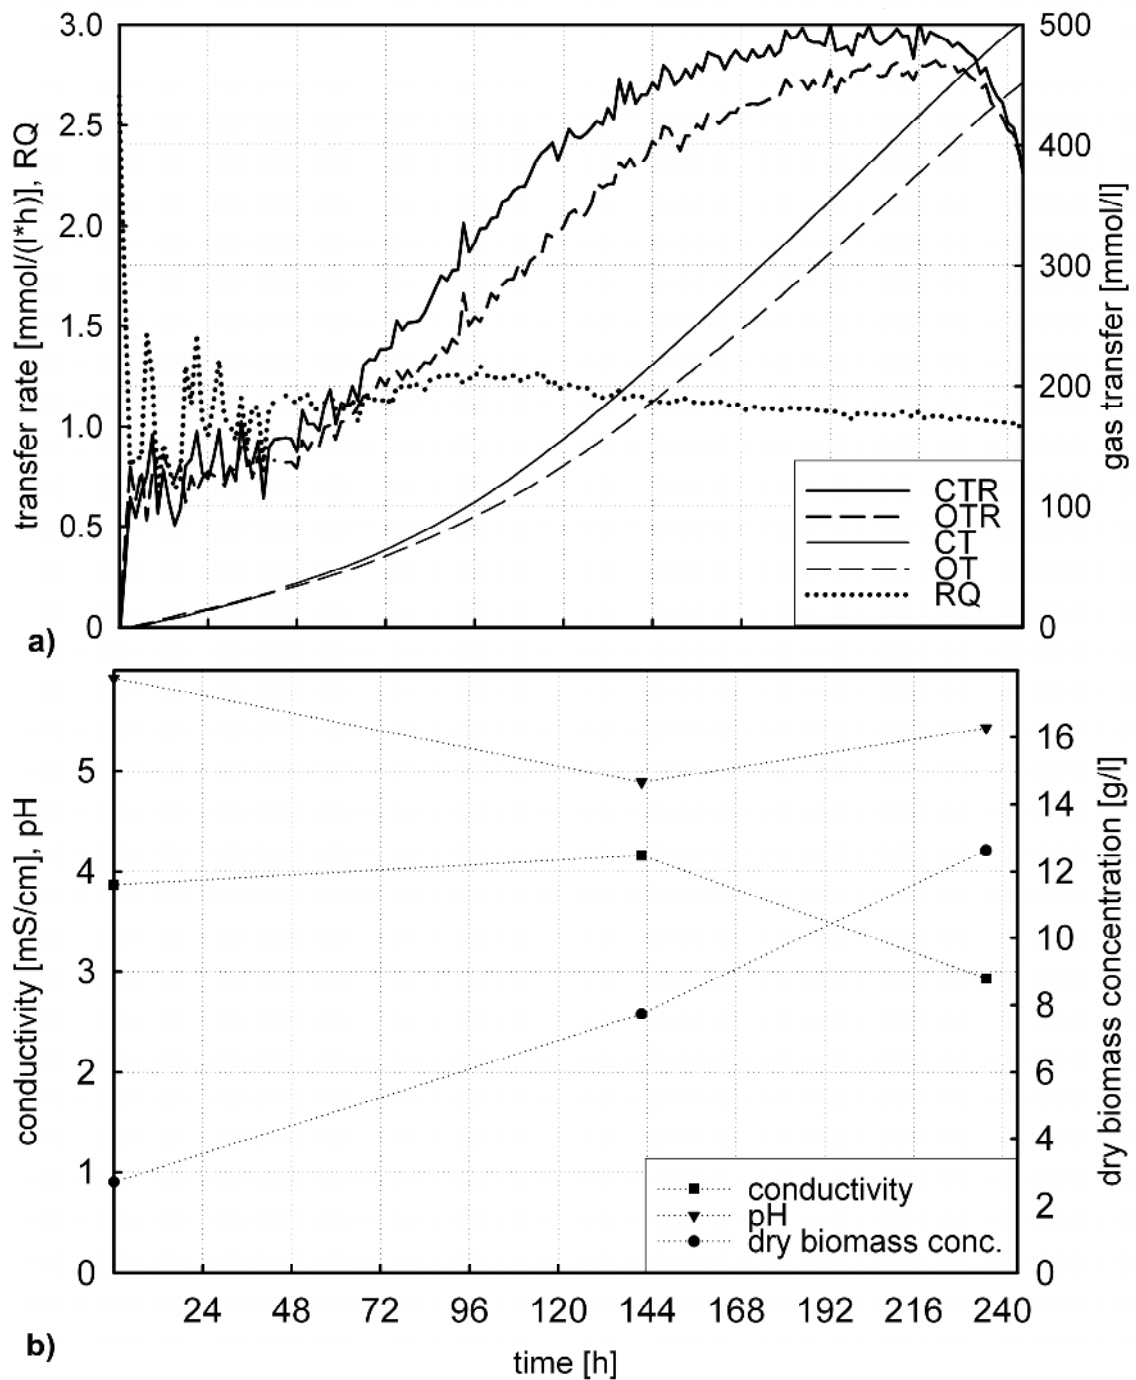 3.0
2.5
2.0
1.5
1.0
0.5
0
transfer rate [mmol/(l*h)], RQ
500
400
300
200
100
0
gas transfer [mmol/l]
CTR
OTR
CT
OT
RQ
a)
5
4
3
2
1
0
conductivity [mS/cm], pH
16
14
12
10
8
6
4
2
0
dry biomass concentration [g/l]
conductivity
pH
dry biomass conc.
24 48 72 96 120 144 168 192 216 240
b)
time [h]